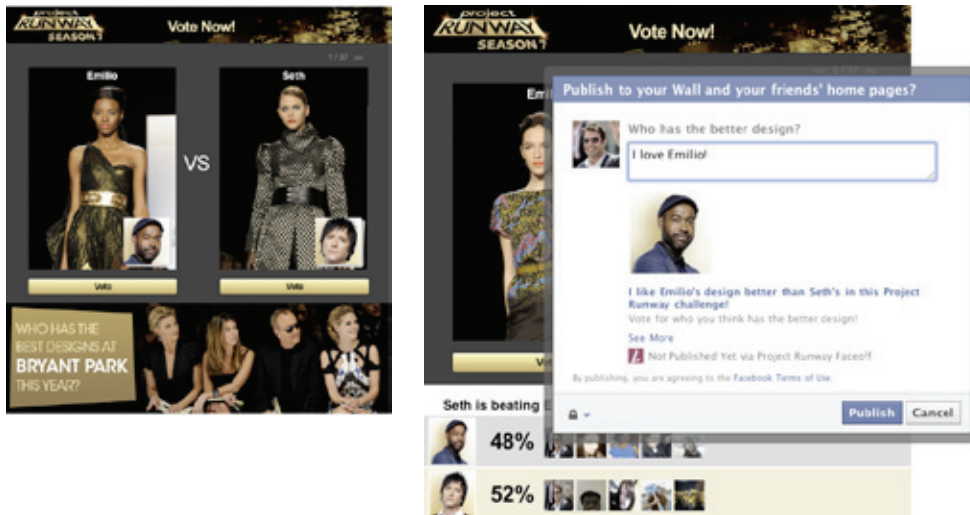 project
RUNWAY
SEASON 7
Vote Now!
Emilio
Seth
VS
Vote
Vote
WHO HAS THE
BEST DESIGNS AT
BRYANT PARK
THIS YEAR?
project
RUNWAY
SEASON 7
Vote Now!
Publish to your Wall and your friends' home pages?
Who has the better design?
I love Emilio!
I like Emilio's design better than Seth's in this Project
Runway challenge!
Vote for who you think has the better design!
See More
Not Published Yet via Project Runway Faceoff
By publishing, you are agreeing to the Facebook Terms of Use.
Publish
Cancel
Seth is beating
48%
52%